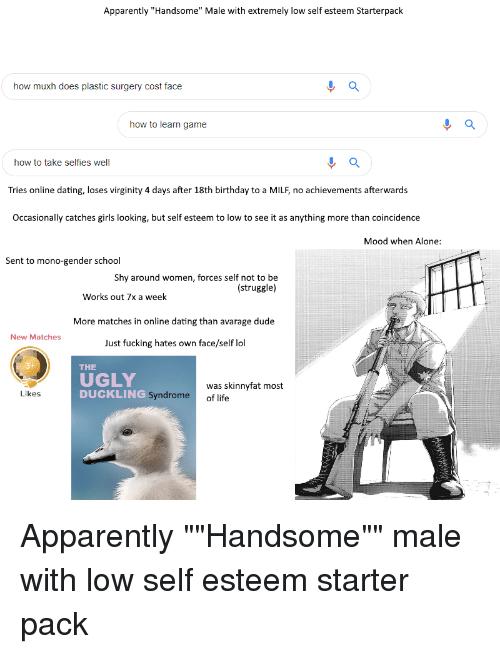 Apparently "Handsome" Male with extremely low self esteem Starterpack
how muxh does plastic surgery cost face
how to learn game
how to take selfies well
Tries online dating, loses virginity 4 days after 18th birthday to a MILF, no achievements afterwards
Occasionally catches girls looking, but self esteem to low to see it as anything more than coincidence
Mood when Alone:
Sent to mono-gender school
Shy around women, forces self not to be
(struggle)
Works out 7x a week
More matches in online dating than avarage dude
New Matches
Just fucking hates own face/self lol
Likes
THE
UGLY
DUCKLING Syndrome
was skinnyfat most
of life
Apparently ""Handsome"" male
with low self esteem starter
pack